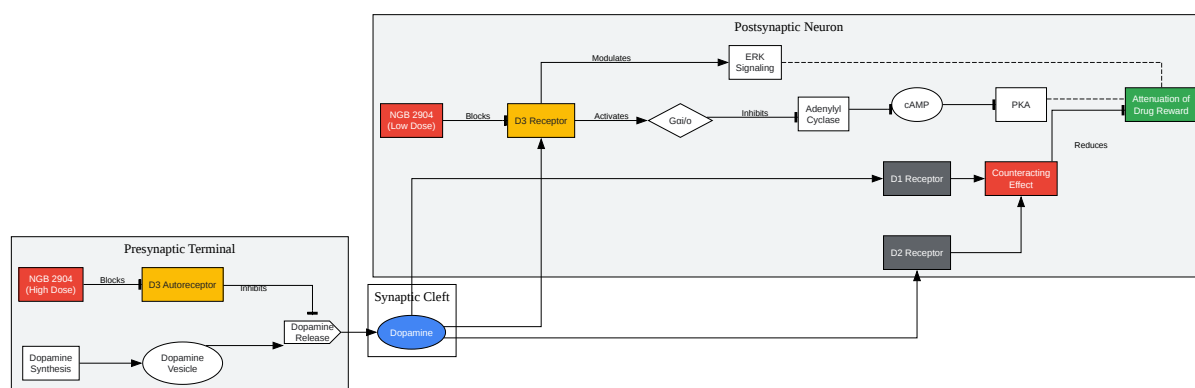 Postsynaptic Neuron
Modulates
ERK
Signaling
NGB 2904
(Low Dose)
Blocks
D3 Receptor
Activates
Gαi/o
Inhibits
Adenylyl
Cyclase
cAMP
PKA
Attenuation of
Drug Reward
Reduces
D1 Receptor
Counteracting
Effect
D2 Receptor
Presynaptic Terminal
NGB 2904
(High Dose)
Blocks
D3 Autoreceptor
Inhibits
Dopamine
Release
Dopamine
Synthesis
Dopamine
Vesicle
Synaptic Cleft
Dopamine